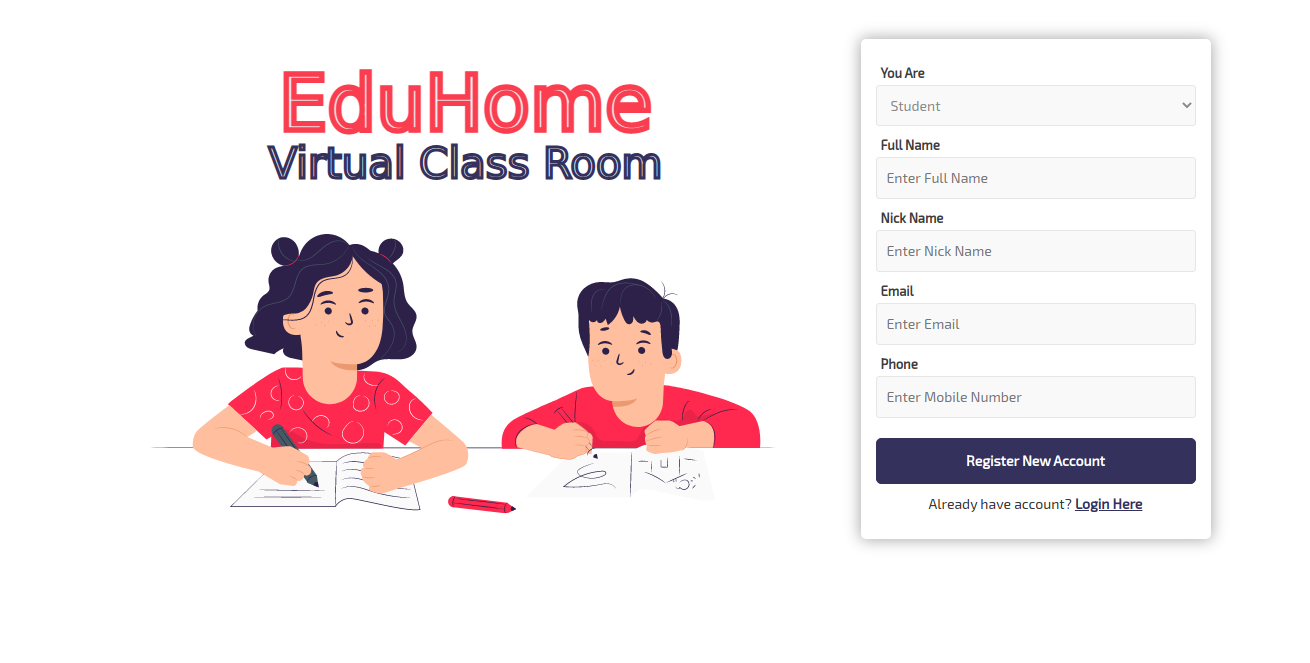 EduHome
Virtual Class Room
You Are
Student
Full Name
Enter Full Name
Nick Name
Enter Nick Name
Email
Enter Email
Phone
Enter Mobile Number
Register New Account
Already have account? Login Here